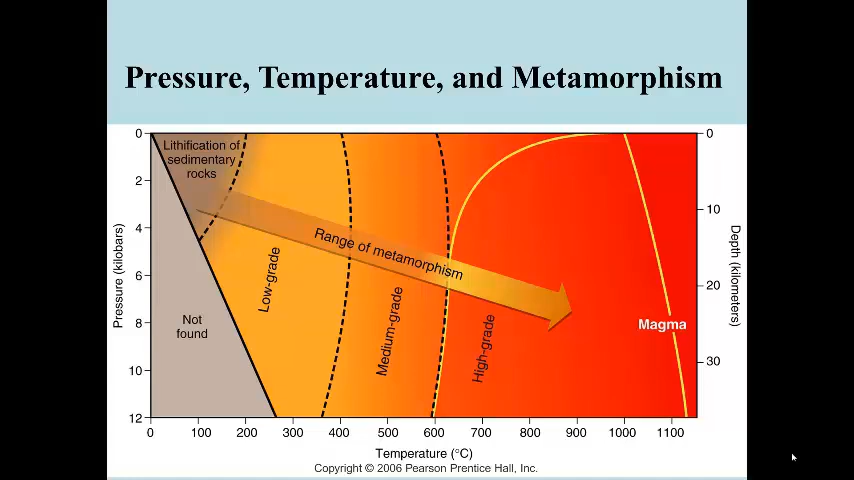 Pressure, Temperature, and Metamorphism
0
2
4
6
8
10
12
Pressure (kilobars)
Lithification of
sedimentary
rocks
Not
found
Low-grade
Range of metamorphism
Medium-grade
High-grade
Magma
0
10
20
30
Depth (kilometers)
0 100 200 300 400 500 600 700 800 900 1000 1100
Temperature (°C)
Copyright © 2006 Pearson Prentice Hall, Inc.